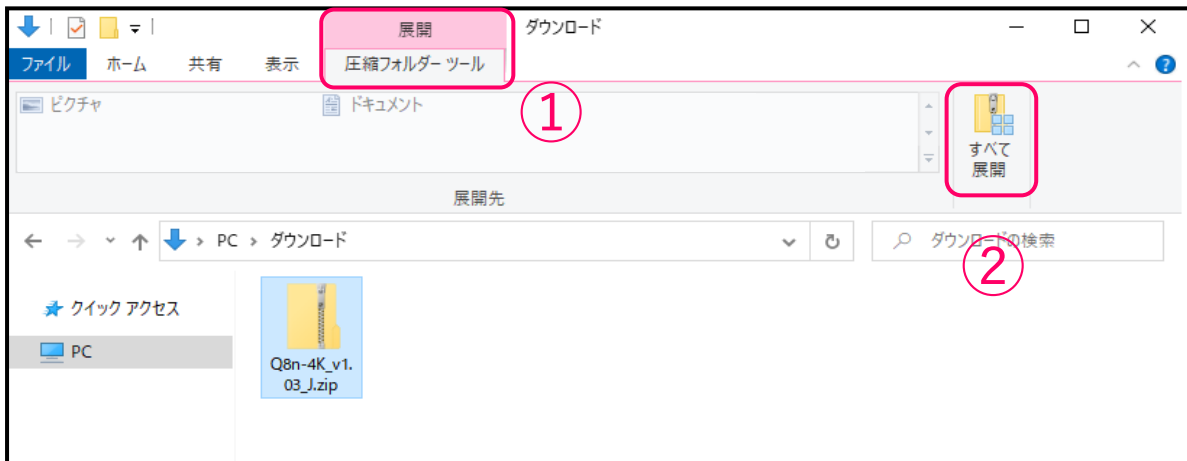 展開
ダウンロード
ファイル ホーム 共有 表示 圧縮フォルダー ツール
①
ピクチャ
ドキュメント
すべて
展開
展開先
②
PC ダウンロード
ダウンロードの検索
クイック アクセス
PC
Q8n-4K_v1.
03_J.zip